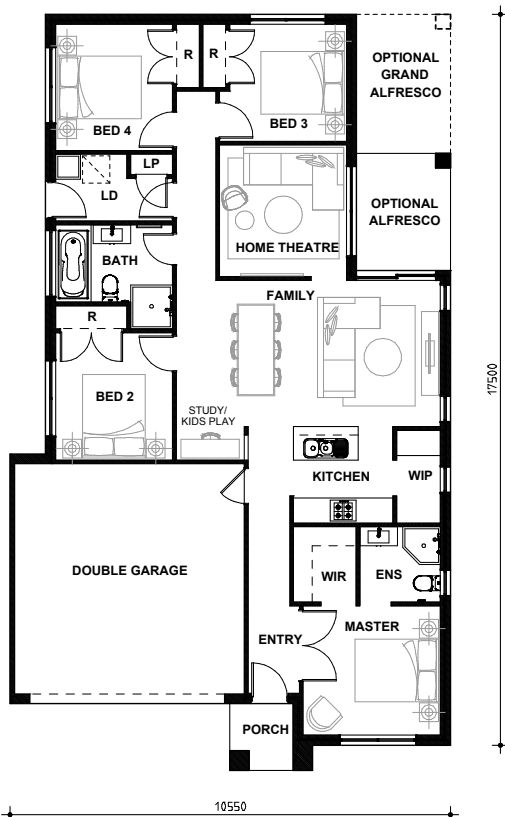 R
R
OPTIONAL
GRAND
ALFRESCO
BED 4
BED 3
LP
LD
OPTIONAL
ALFRESCO
HOME THEATRE
BATH
FAMILY
R
17500
BED 2
STUDY/
KIDS PLAY
KITCHEN
WIP
DOUBLE GARAGE
WIR
ENS
ENTRY
MASTER
PORCH
10550